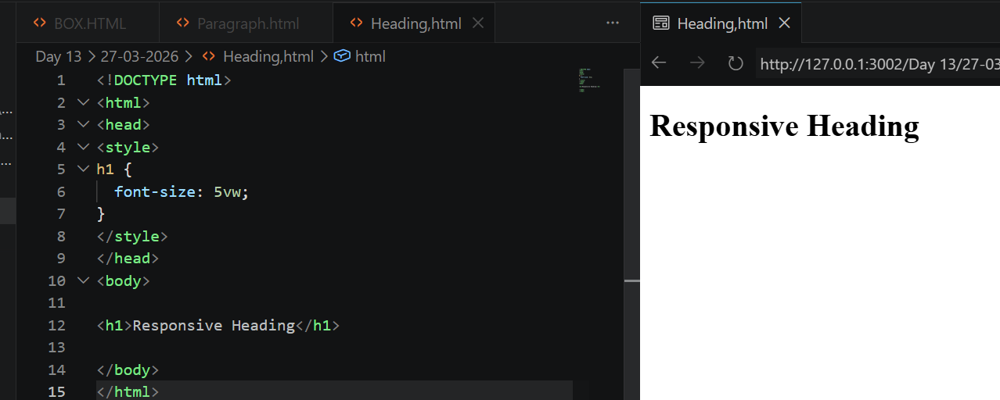 BOX.HTML
Paragraph.html
Heading,html
Day 13 > 27-03-2026 > Heading,html > html
1 <!DOCTYPE html>
2 <html>
3 <head>
4 <style>
5 h1 {
6 font-size: 5vw;
7 }
8 </style>
9 </head>
10 <body>
11
12 <h1>Responsive Heading</h1>
13
14 </body>
15 </html>
Heading,html
http://127.0.0.1:3002/Day 13/27-03
Responsive Heading